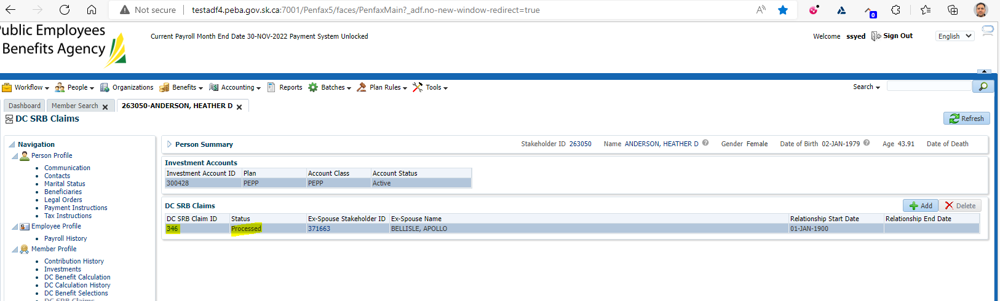 Not secure | testadf4.peba.gov.sk.ca:7001/Penfax5/faces/PenfaxMain?_adf.no-new-window-redirect=true
0
ublic Employees
Benefits Agency
Current Payroll Month End Date 30-NOV-2022 Payment System Unlocked
Welcome ssyed Sign Out English
Workflow People Organizations Benefits Accounting Reports Batches Plan Rules Tools Search
Dashboard Member Search 263050-ANDERSON, HEATHER D
DC SRB Claims Refresh
Navigation
Person Profile
Communication
Contacts
Marital Status
Beneficiaries
Legal Orders
Payment Instructions
Tax Instructions
Employee Profile
Payroll History
Member Profile
Contribution History
Investments
DC Benefit Calculation
DC Calculation History
DC Benefit Selections
DC SRB Claims
Person Summary Stakeholder ID 263050 Name ANDERSON, HEATHER D Gender Female Date of Birth 02-JAN-1979 Age 43.91 Date of Death
Investment Accounts
Investment Account ID Plan Account Class Account Status
300428 PEPP PEPP Active
DC SRB Claims Add Delete
DC SRB Claim ID Status Ex-Spouse Stakeholder ID Ex-Spouse Name Relationship Start Date Relationship End Date
346 Processed 371663 BELLISLE, APOLLO 01-JAN-1900